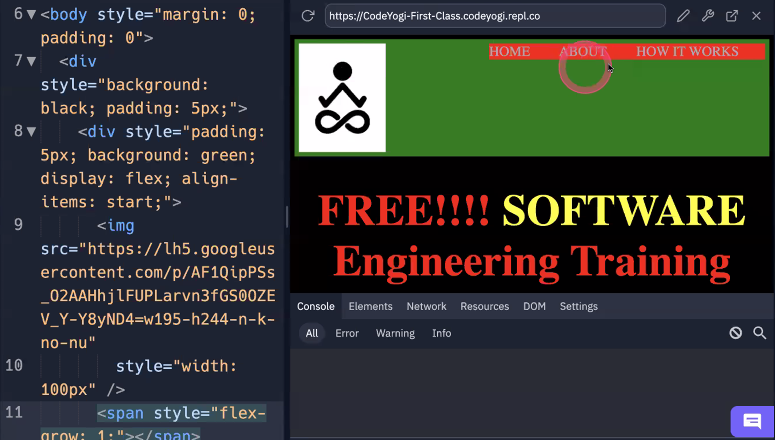 6 <body style="margin: 0;
padding: 0">
7 <div
style="background:
black; padding: 5px;">
8 <div style="padding:
5px; background: green;
display: flex; align-
items: start;">
9 <img
src="https://lh5.googleus
ercontent.com/p/AF1QipPSs
_O2AAHhjlFUPLarvn3fGS0OZE
V_Y-Y8yND4=w195-h244-n-k-
no-nu"
10 style="width:
100px" />
11 <span style="flex-
grow: 1;"></span>
https://CodeYogi-First-Class.codeyogi.repl.co
HOME ABOUT HOW IT WORKS
FREE!!!! SOFTWARE
Engineering Training
Console Elements Network Resources DOM Settings
All Error Warning Info